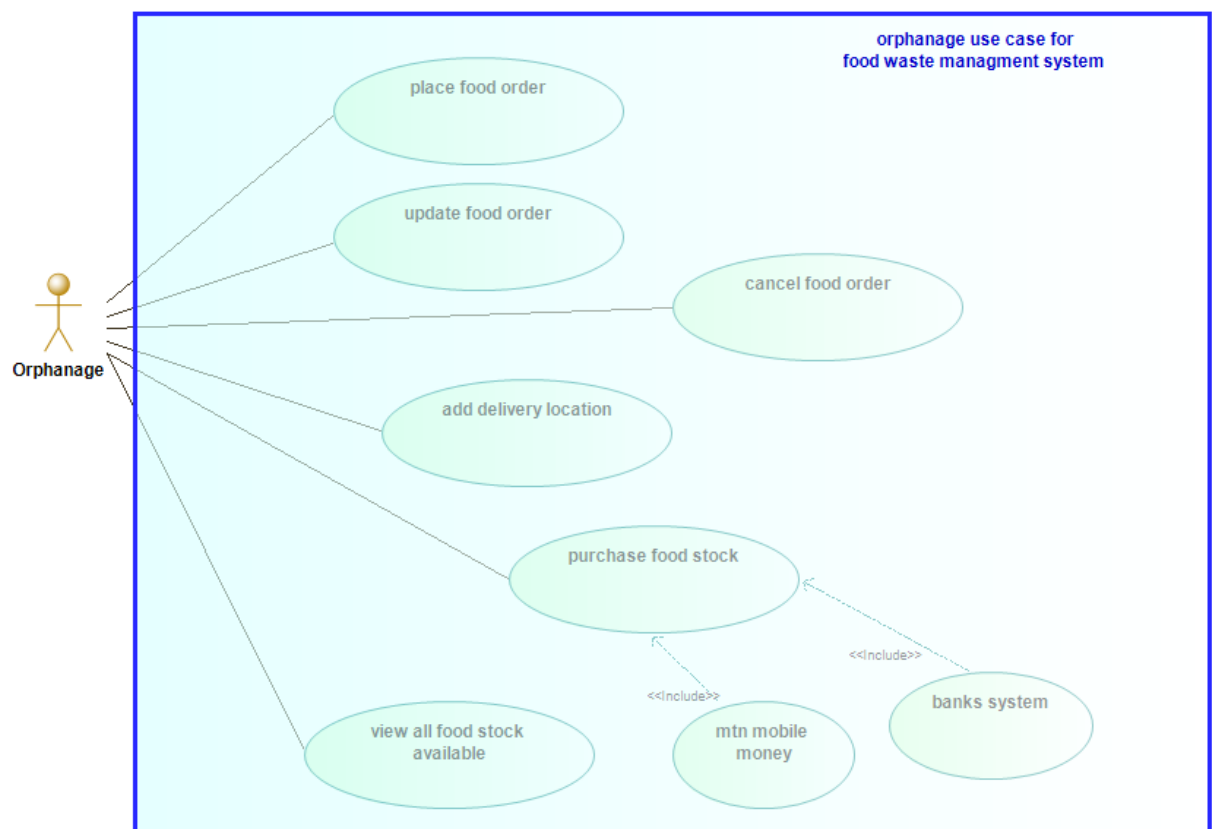 orphanage use case for
food waste managment system
place food order
update food order
cancel food order
Orphanage
add delivery location
purchase food stock
<<Include>>
<<Include>>
banks system
view all food stock
available
mtn mobile
money